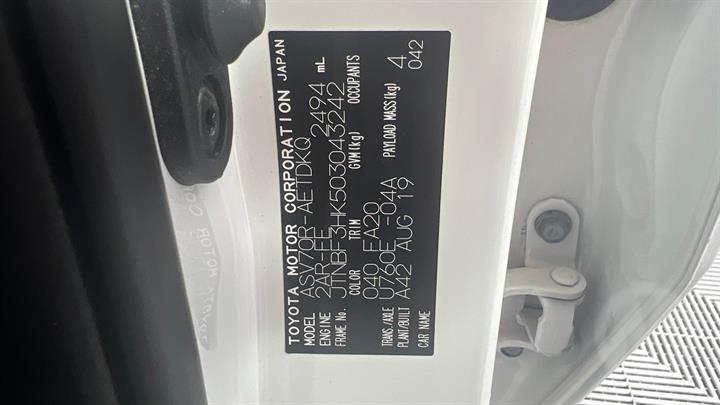 TOYOTA MOTOR CORPORATION JAPAN
MODEL ASV70R-AETDKQ
ENGINE 2AR-FE 2494 mL
FRAME No. JTNBF3HK503043242
COLOR TRIM GVM(kg) OCCUPANTS
040 FA20 4
TRANS/AXLE U760E -04A PAYLOAD MASS(kg) 042
PLANT/BUILT A42 AUG 19
CAR NAME